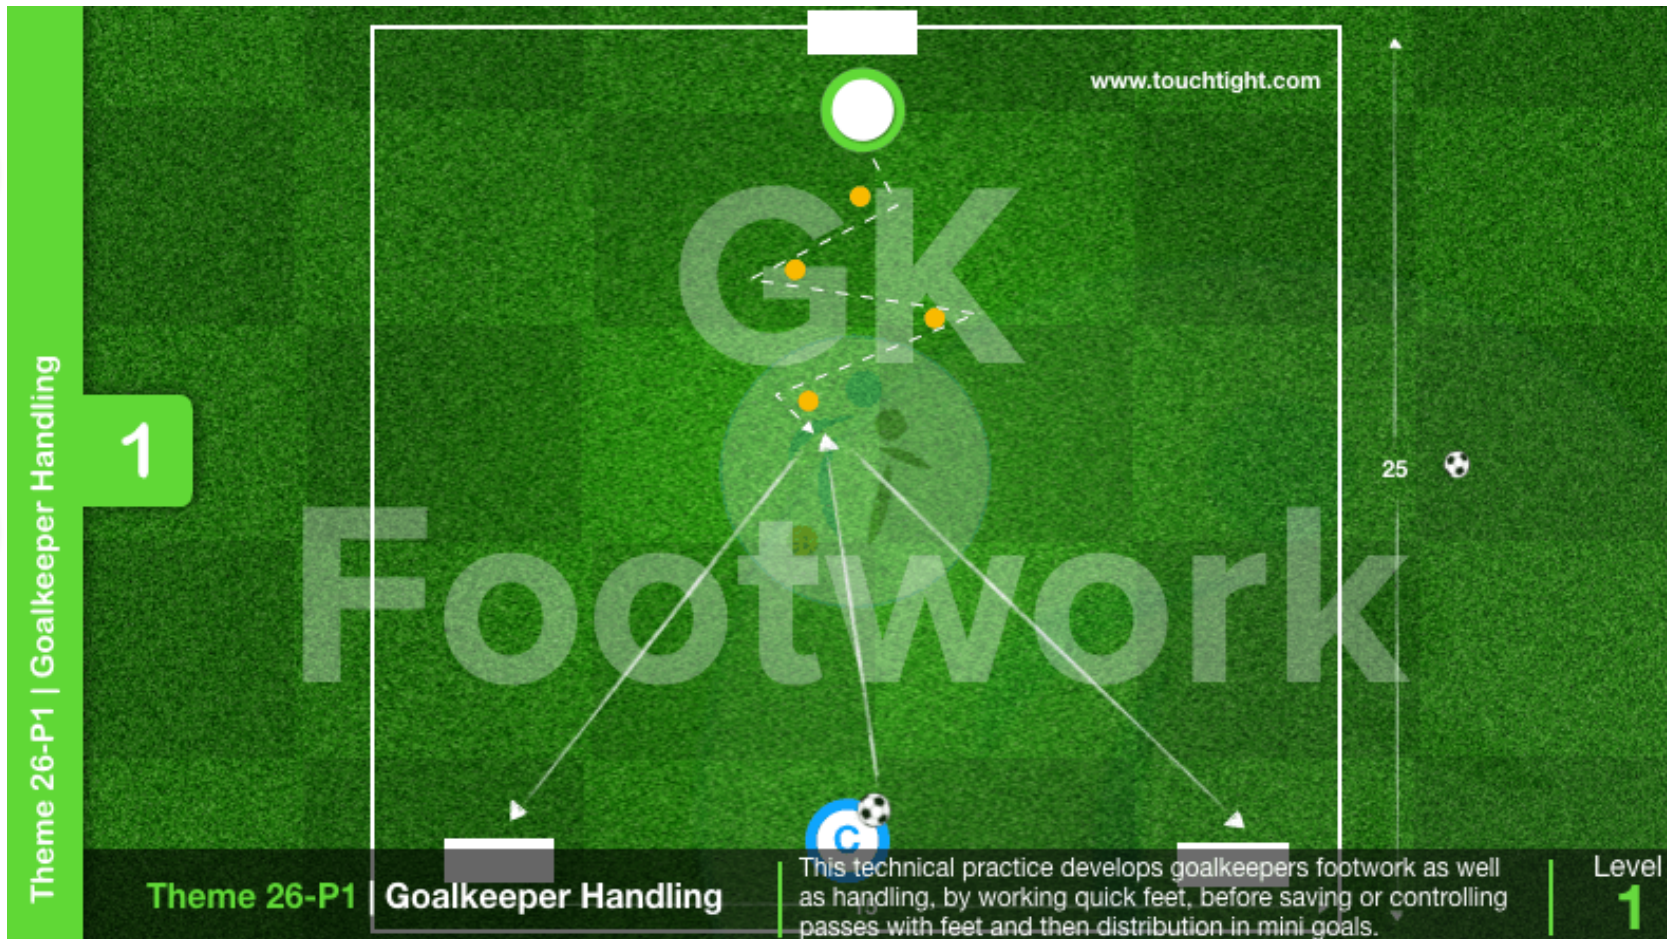 www.touchtight.com
GK
Footwork
Theme 26-P1 | Goalkeeper Handling
1
25
C
Theme 26-P1 | Goalkeeper Handling
This technical practice develops goalkeepers footwork as well
as handling, by working quick feet, before saving or controlling
passes with feet and then distribution in mini goals.
Level
1